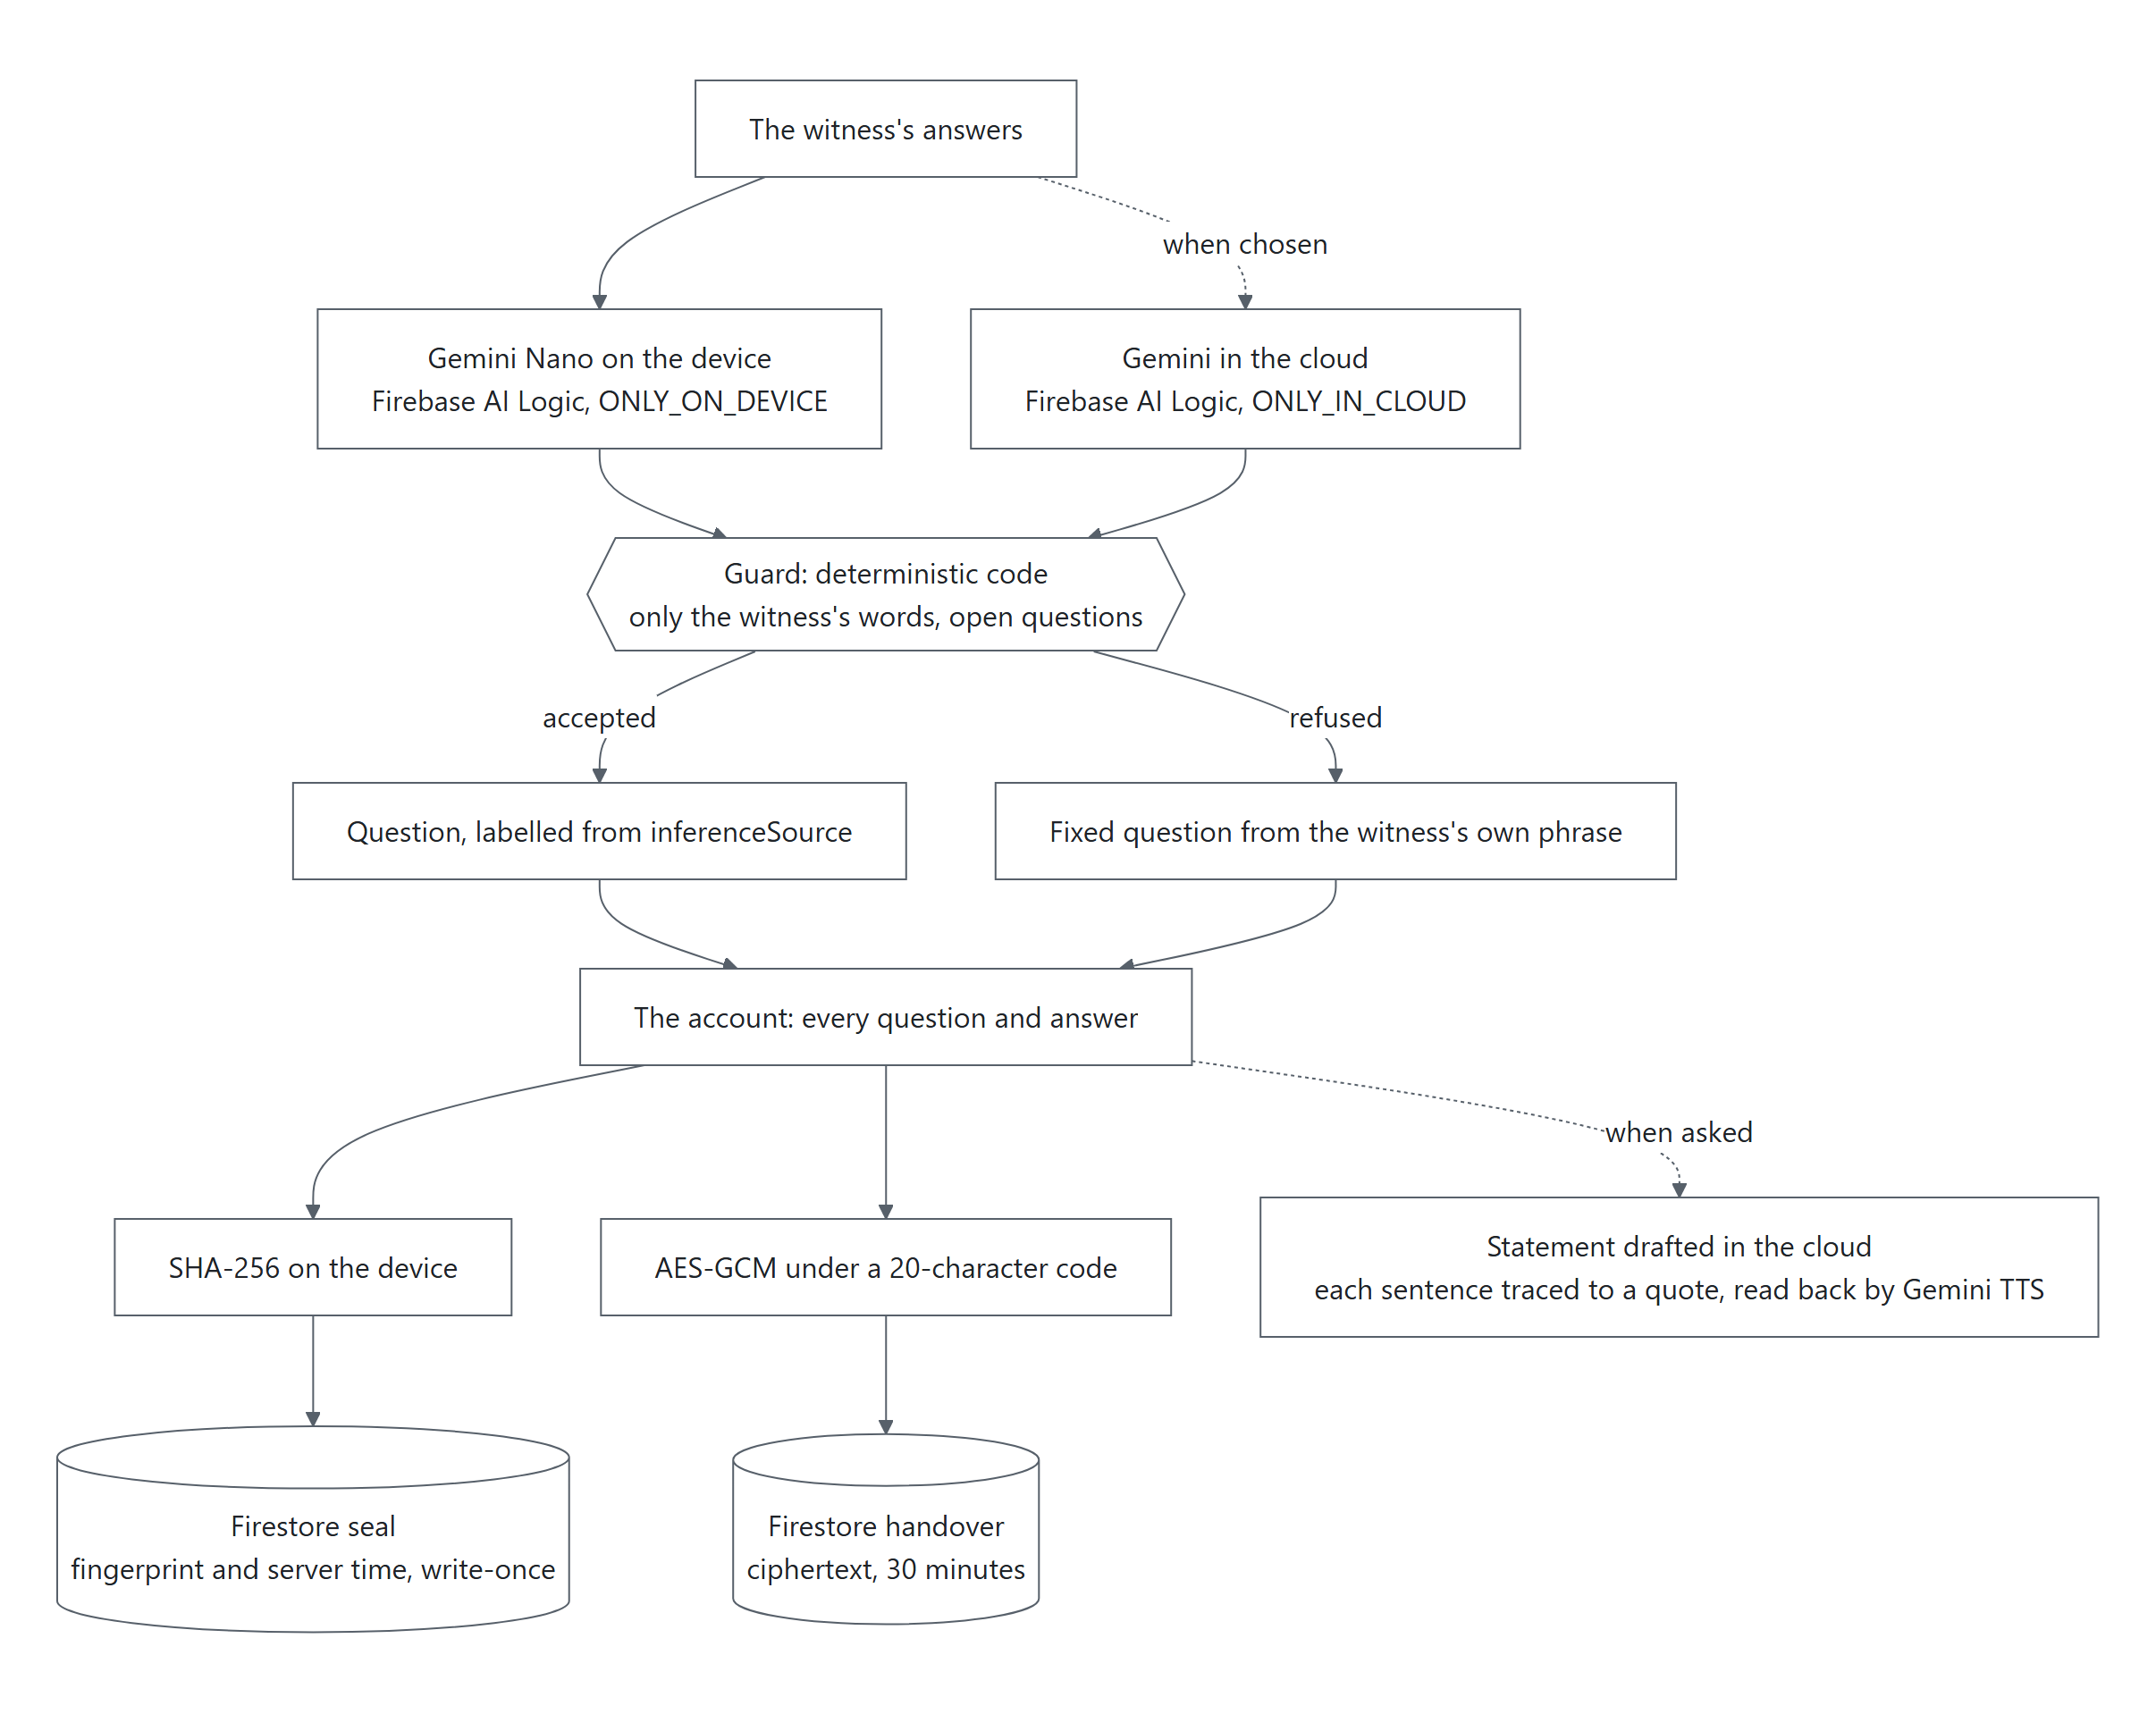 The witness's answers
when chosen
Gemini Nano on the device
Firebase AI Logic, ONLY_ON_DEVICE
Gemini in the cloud
Firebase AI Logic, ONLY_IN_CLOUD
Guard: deterministic code
only the witness's words, open questions
accepted
refused
Question, labelled from inferenceSource
Fixed question from the witness's own phrase
The account: every question and answer
when asked
SHA-256 on the device
AES-GCM under a 20-character code
Statement drafted in the cloud
each sentence traced to a quote, read back by Gemini TTS
Firestore seal
fingerprint and server time, write-once
Firestore handover
ciphertext, 30 minutes